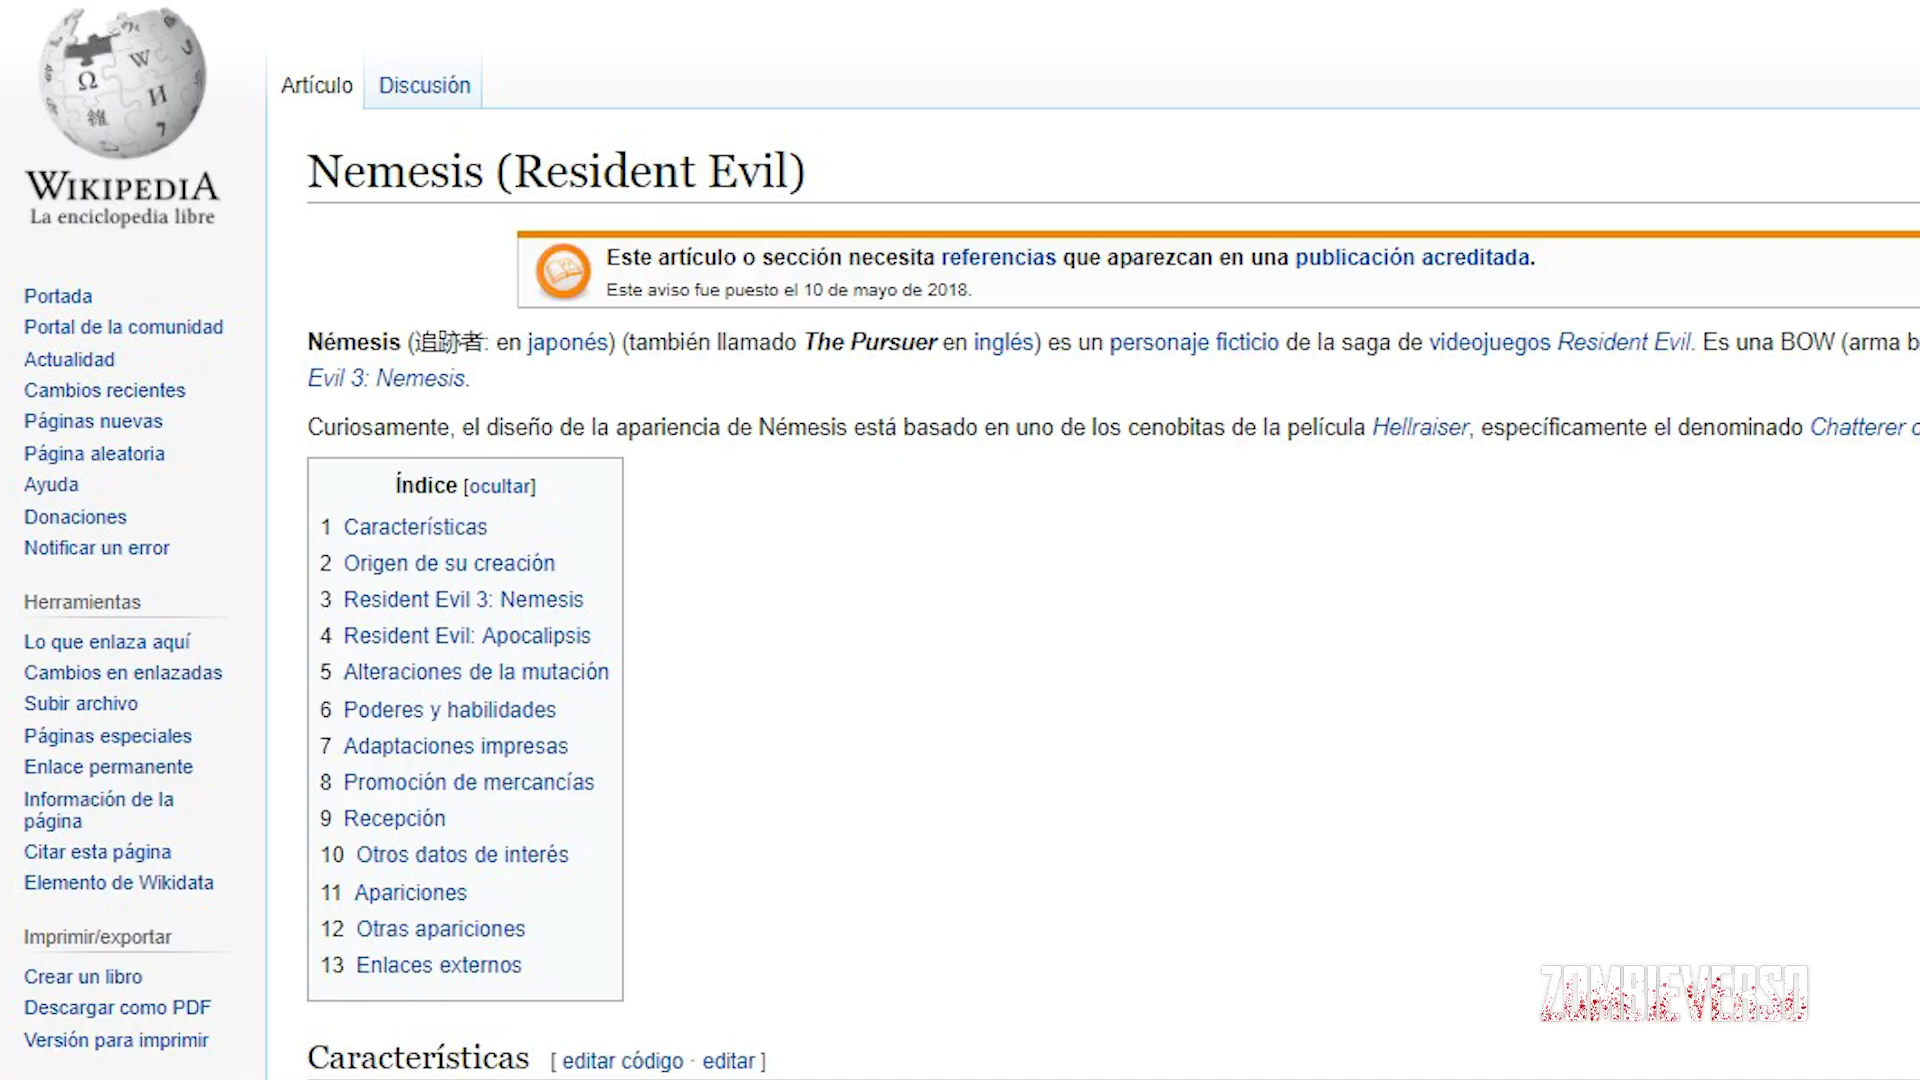 WIKIPEDIA
La enciclopedia libre
Portada
Portal de la comunidad
Actualidad
Cambios recientes
Páginas nuevas
Página aleatoria
Ayuda
Donaciones
Notificar un error
Herramientas
Lo que enlaza aquí
Cambios en enlazadas
Subir archivo
Páginas especiales
Enlace permanente
Información de la
página
Citar esta página
Elemento de Wikidata
Imprimir/exportar
Crear un libro
Descargar como PDF
Versión para imprimir
Artículo Discusión
Nemesis (Resident Evil)
Este artículo o sección necesita referencias que aparezcan en una publicación acreditada.
Este aviso fue puesto el 10 de mayo de 2018.
Némesis (追跡者: en japonés) (también llamado The Pursuer en inglés) es un personaje ficticio de la saga de videojuegos Resident Evil. Es una BOW (arma b
Evil 3: Nemesis.
Curiosamente, el diseño de la apariencia de Némesis está basado en uno de los cenobitas de la película Hellraiser, específicamente el denominado Chatterer o
Índice [ocultar]
1 Características
2 Origen de su creación
3 Resident Evil 3: Nemesis
4 Resident Evil: Apocalipsis
5 Alteraciones de la mutación
6 Poderes y habilidades
7 Adaptaciones impresas
8 Promoción de mercancías
9 Recepción
10 Otros datos de interés
11 Apariciones
12 Otras apariciones
13 Enlaces externos
Características [ editar código · editar ]
ZOMBIEVERSO